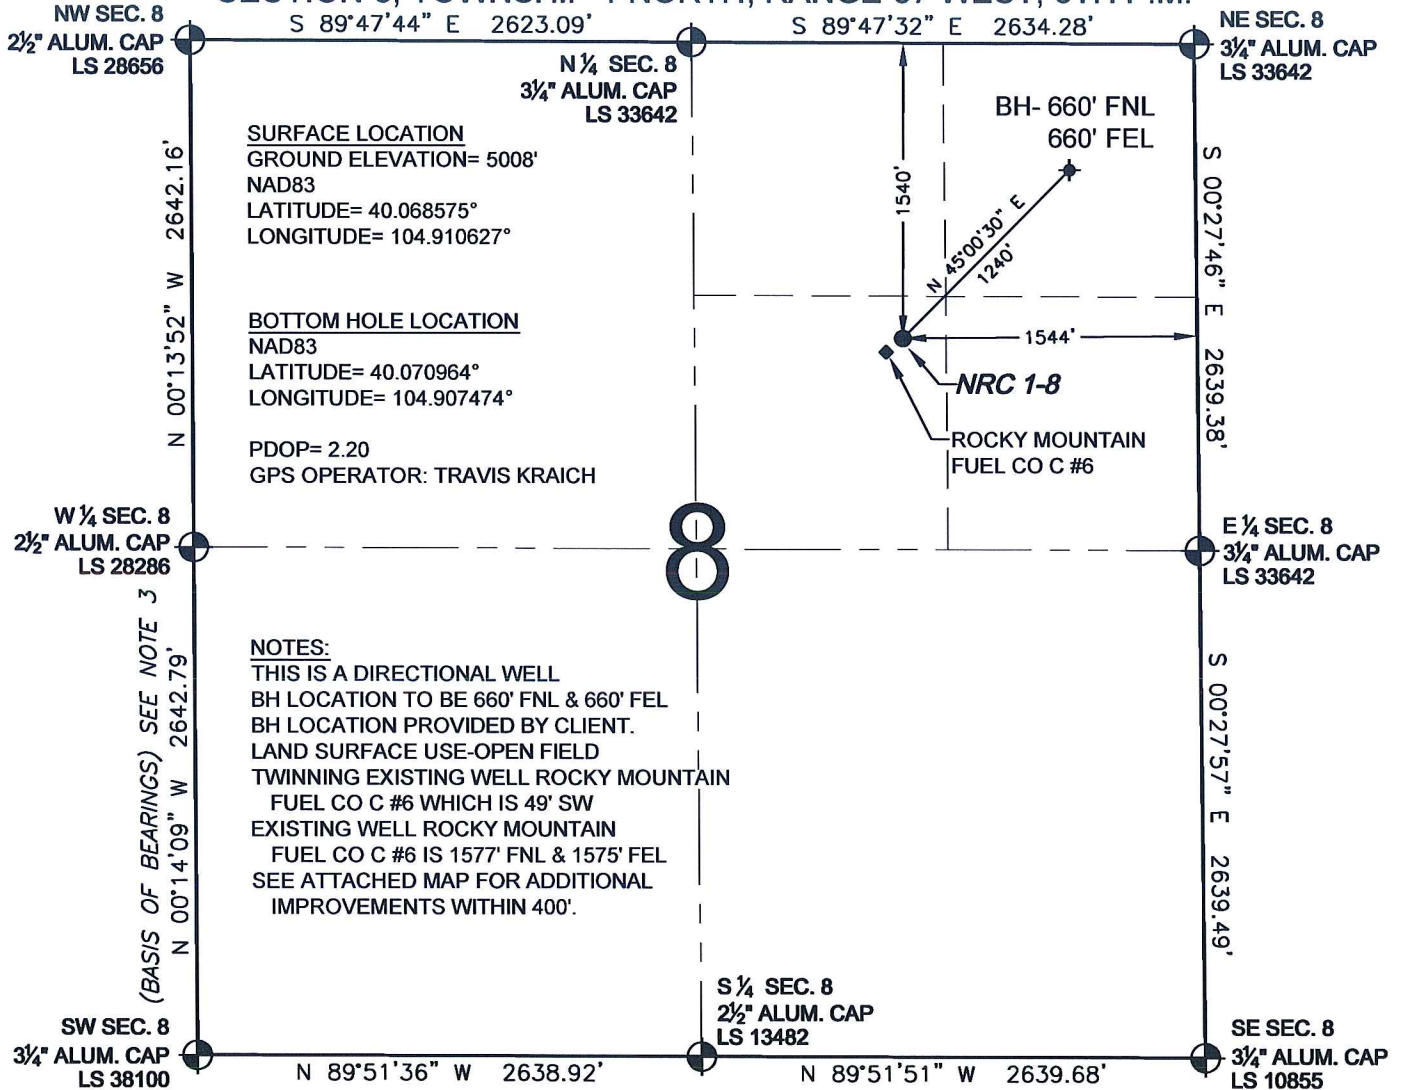 S 89°47'44" E 2623.09'
S 89°47'32" E 2634.28'
NW SEC. 8
2½" ALUM. CAP
LS 28656
N ¼ SEC. 8
3¼" ALUM. CAP
LS 33642
NE SEC. 8
3¼" ALUM. CAP
LS 33642
BH- 660' FNL
660' FEL
SURFACE LOCATION
GROUND ELEVATION= 5008'
NAD83
LATITUDE= 40.068575°
LONGITUDE= 104.910627°
N 00°13'52" W 2642.16'
1540'
N 45°00'30" E
1240'
S 00°27'46" E 2639.38'
BOTTOM HOLE LOCATION
NAD83
LATITUDE= 40.070964°
LONGITUDE= 104.907474°
PDOP= 2.20
GPS OPERATOR: TRAVIS KRAICH
1544'
NRC 1-8
ROCKY MOUNTAIN
FUEL CO C #6
W ¼ SEC. 8
2½" ALUM. CAP
LS 28286
8
E ¼ SEC. 8
3¼" ALUM. CAP
LS 33642
(BASIS OF BEARINGS) SEE NOTE 3
N 00°14'09" W 2642.79'
NOTES:
THIS IS A DIRECTIONAL WELL
BH LOCATION TO BE 660' FNL & 660' FEL
BH LOCATION PROVIDED BY CLIENT.
LAND SURFACE USE-OPEN FIELD
TWINNING EXISTING WELL ROCKY MOUNTAIN
FUEL CO C #6 WHICH IS 49' SW
EXISTING WELL ROCKY MOUNTAIN
FUEL CO C #6 IS 1577' FNL & 1575' FEL
SEE ATTACHED MAP FOR ADDITIONAL
IMPROVEMENTS WITHIN 400'.
S 00°27'57" E 2639.49'
SW SEC. 8
3¼" ALUM. CAP
LS 38100
S ¼ SEC. 8
2½" ALUM. CAP
LS 13482
SE SEC. 8
3¼" ALUM. CAP
LS 10855
N 89°51'36" W 2638.92'
N 89°51'51" W 2639.68'